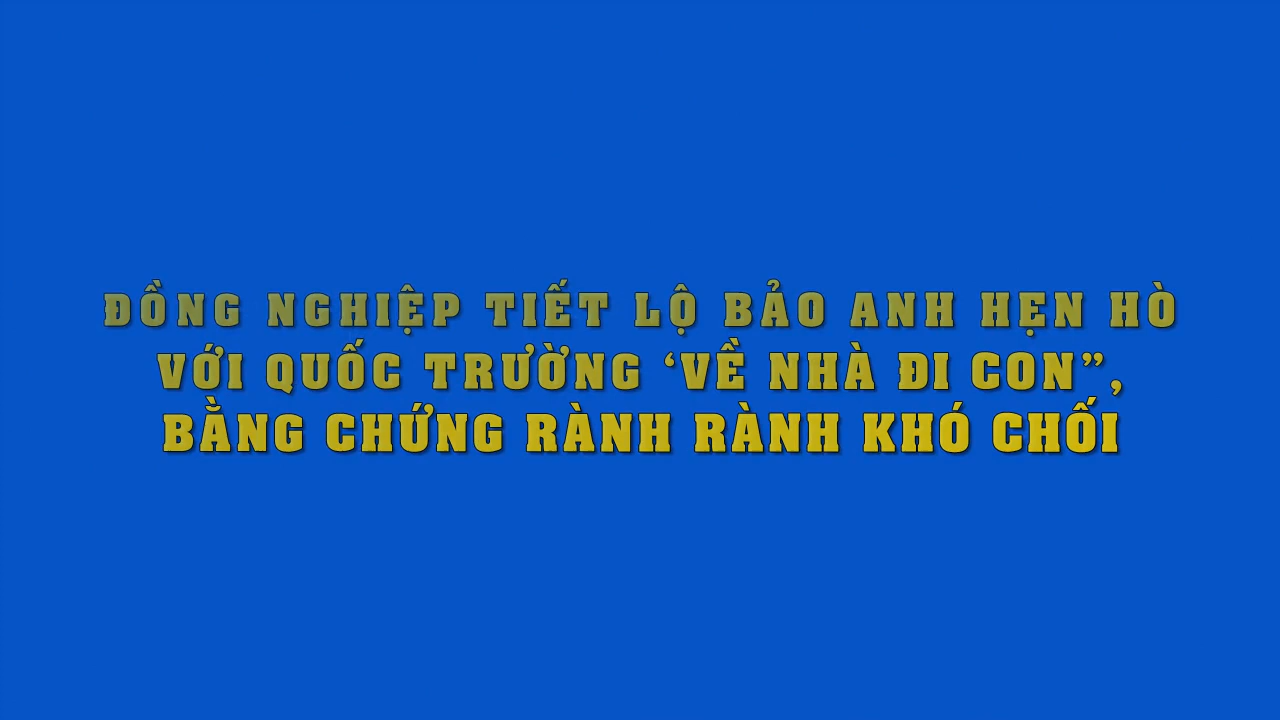 ĐỒNG NGHIỆP TIẾT LỘ BẢO ANH HẸN HÒ
VỚI QUỐC TRƯỜNG ‘VỀ NHÀ ĐI CON”,
BẰNG CHỨNG RÀNH RÀNH KHÓ CHỐI